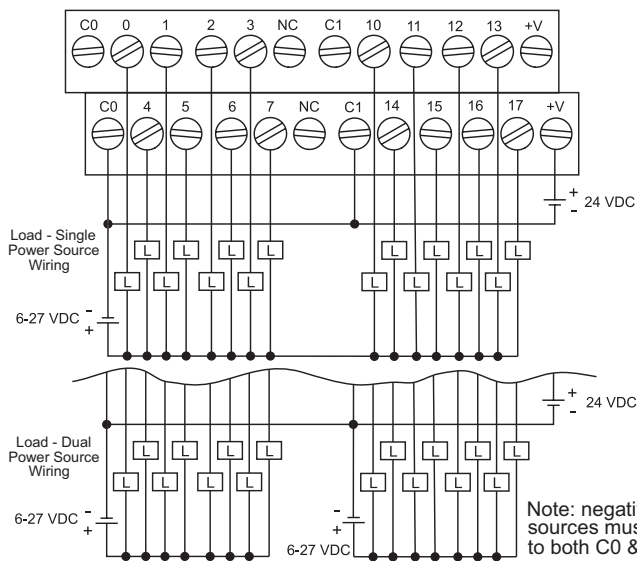 C0 0 1 2 3 NC C1 10 11 12 13 +V
C0 4 5 6 7 NC C1 14 15 16 17 +V
+
- 24 VDC
Load - Single
Power Source
Wiring
L L L L L L L L
L L L L L L L L
-
6-27 VDC
+
+
- 24 VDC
Load - Dual
Power Source
Wiring
L L L L L L L L
L L L L L L L L
-
6-27 VDC
+
-
+
6-27 VDC
Note:
sources must
to both C0 &